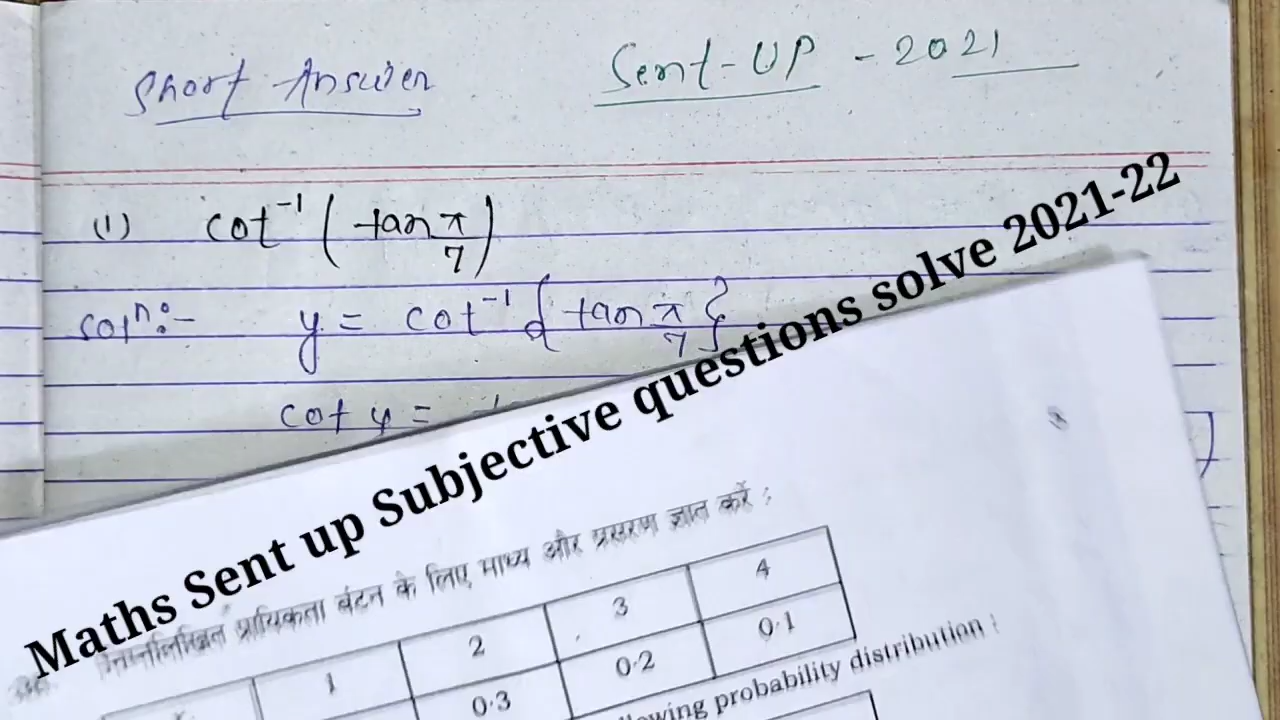 Short Answer
Sent-UP - 2021
(1) cot⁻¹ (tan π/7)
Solⁿ:- y = cot⁻¹ {tan π/7}
cot y =
Maths Sent up Subjective questions solve 2021-22
निम्नलिखित प्रायिकता बंटन के लिए माध्य और प्रसरण ज्ञात करें :
1 2 3 4
0·3 0·2 0·1
following probability distribution :